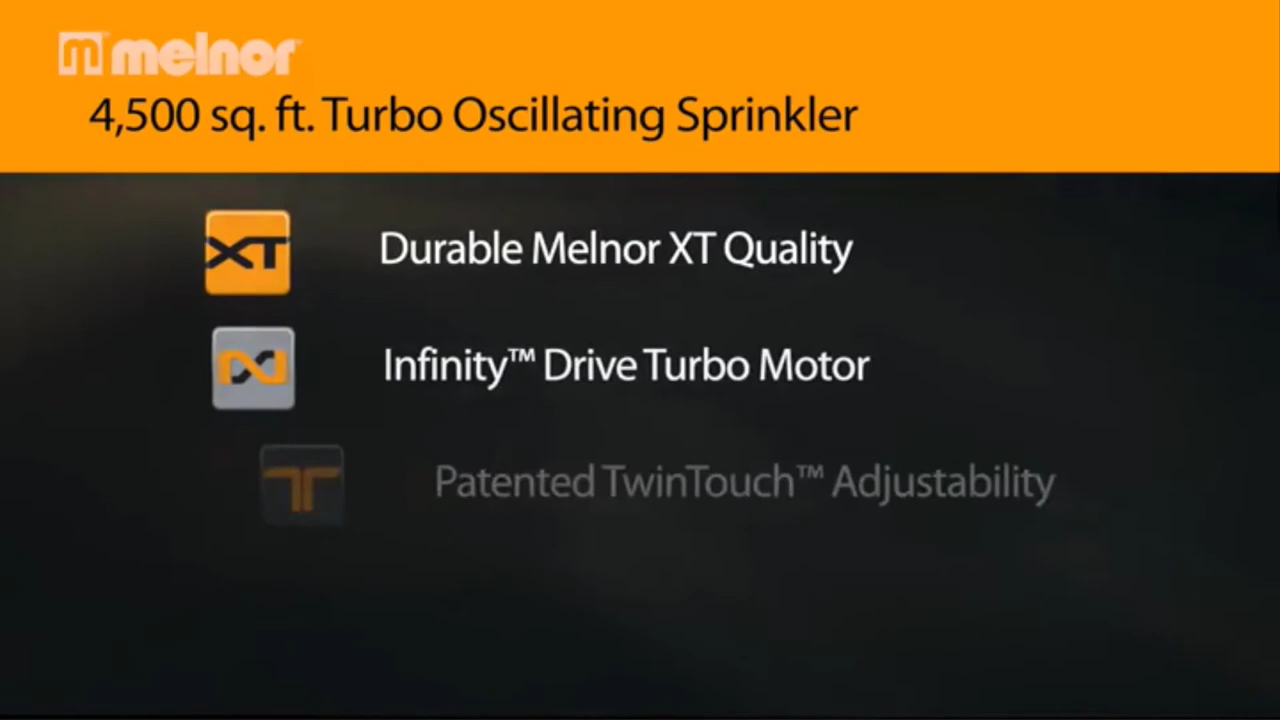 melnor
4,500 sq. ft. Turbo Oscillating Sprinkler
XT
Durable Melnor XT Quality
Infinity™ Drive Turbo Motor
Patented TwinTouch™ Adjustability